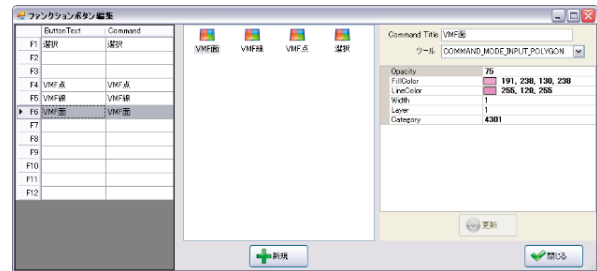 ファンクションボタン編集
ButtonText Command
F1 選択 選択
F2
F3
F4 VMF点 VMF点
F5 VMF線 VMF線
F6 VMF面 VMF面
F7
F8
F9
F10
F11
F12
VMF面 VMF線 VMF点 選択
新規
Command Title VMF面
ツール COMMAND_MODE_INPUT_POLYGON
Opacity 75
FillColor 191, 238, 130, 238
LineColor 255, 128, 255
Width 1
Layer 1
Category 4301
更新
閉じる